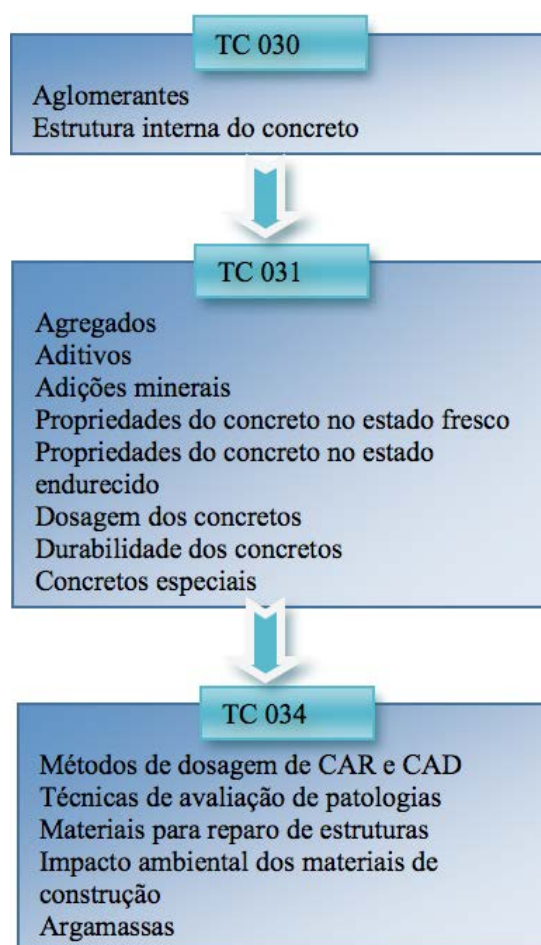 TC 030
Aglomerantes
Estrutura interna do concreto
TC 031
Agregados
Aditivos
Adições minerais
Propriedades do concreto no estado fresco
Propriedades do concreto no estado
endurecido
Dosagem dos concretos
Durabilidade dos concretos
Concretos especiais
TC 034
Métodos de dosagem de CAR e CAD
Técnicas de avaliação de patologias
Materiais para reparo de estruturas
Impacto ambiental dos materiais de
construção
Argamassas